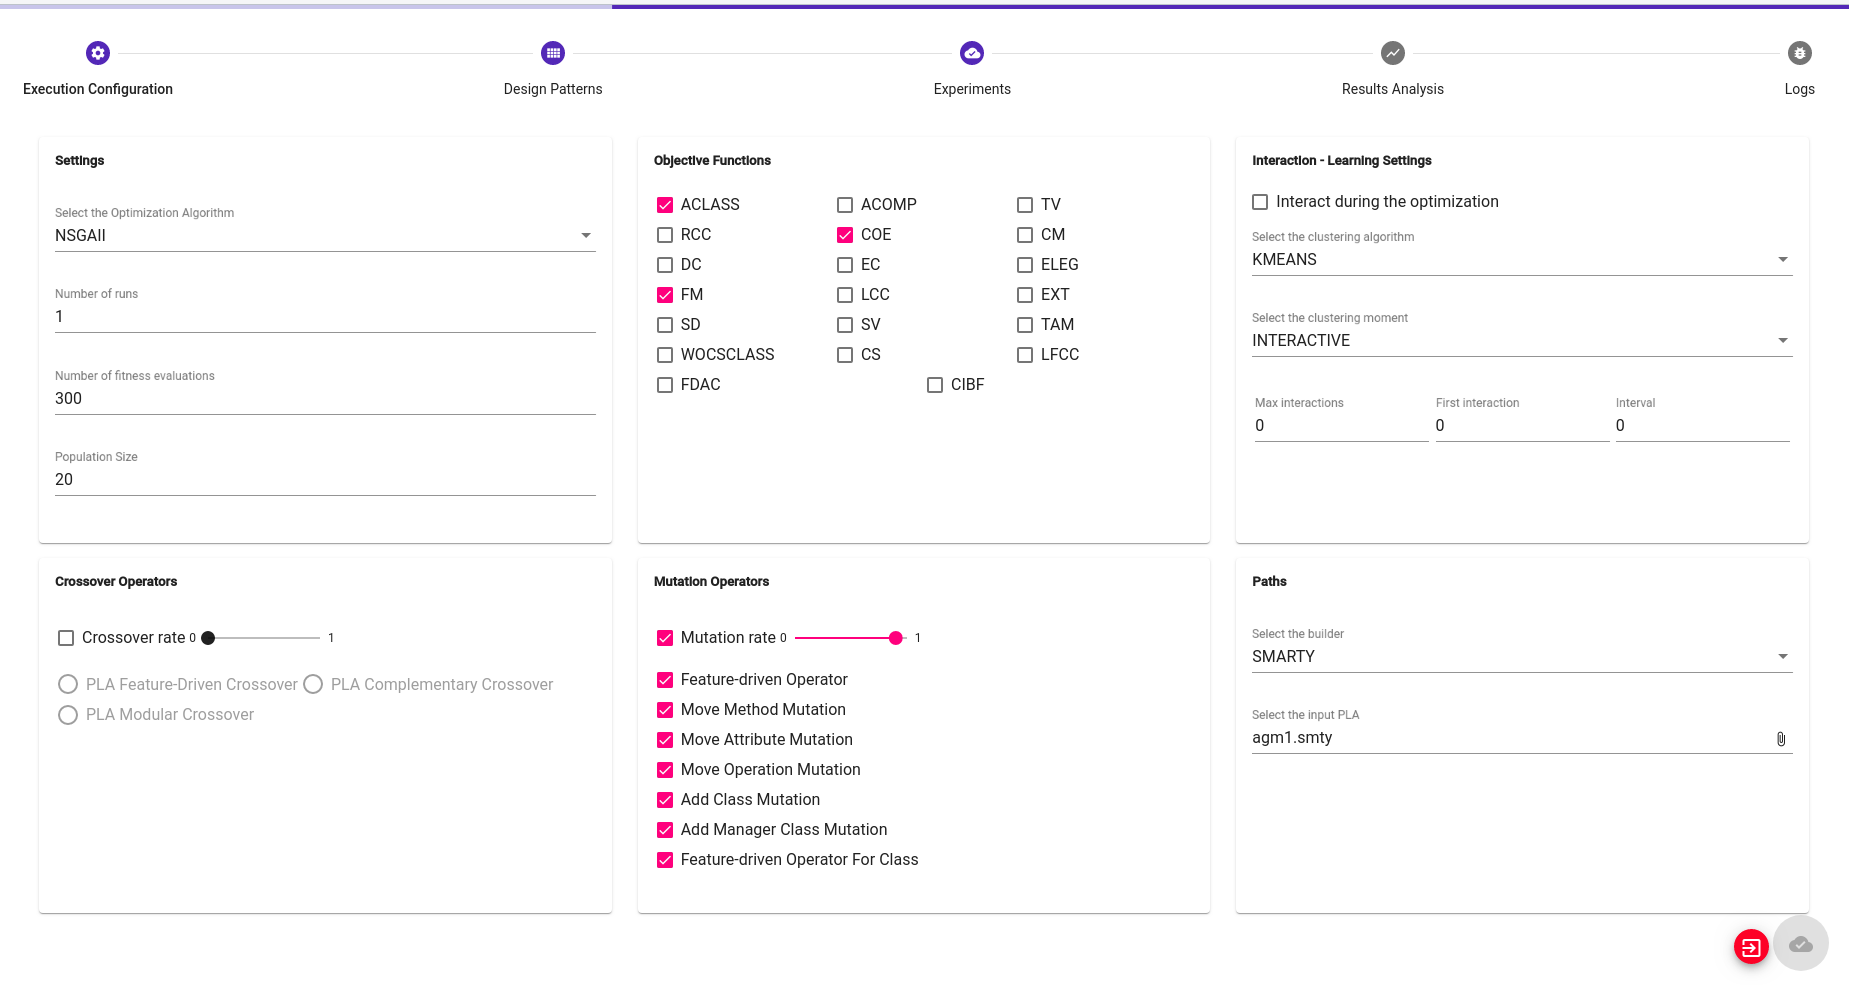 Execution Configuration
Design Patterns
Experiments
Results Analysis
Logs
Settings
Select the Optimization Algorithm
NSGAII
Number of runs
1
Number of fitness evaluations
300
Population Size
20
Objective Functions
ACLASS ACOMP TV
RCC COE CM
DC EC ELEG
FM LCC EXT
SD SV TAM
WOCSCLASS CS LFCC
FDAC CIBF
Interaction - Learning Settings
Interact during the optimization
Select the clustering algorithm
KMEANS
Select the clustering moment
INTERACTIVE
Max interactions First interaction Interval
0 0 0
Crossover Operators
Crossover rate 0 1
PLA Feature-Driven Crossover PLA Complementary Crossover
PLA Modular Crossover
Mutation Operators
Mutation rate 0 1
Feature-driven Operator
Move Method Mutation
Move Attribute Mutation
Move Operation Mutation
Add Class Mutation
Add Manager Class Mutation
Feature-driven Operator For Class
Paths
Select the builder
SMARTY
Select the input PLA
agm1.smty